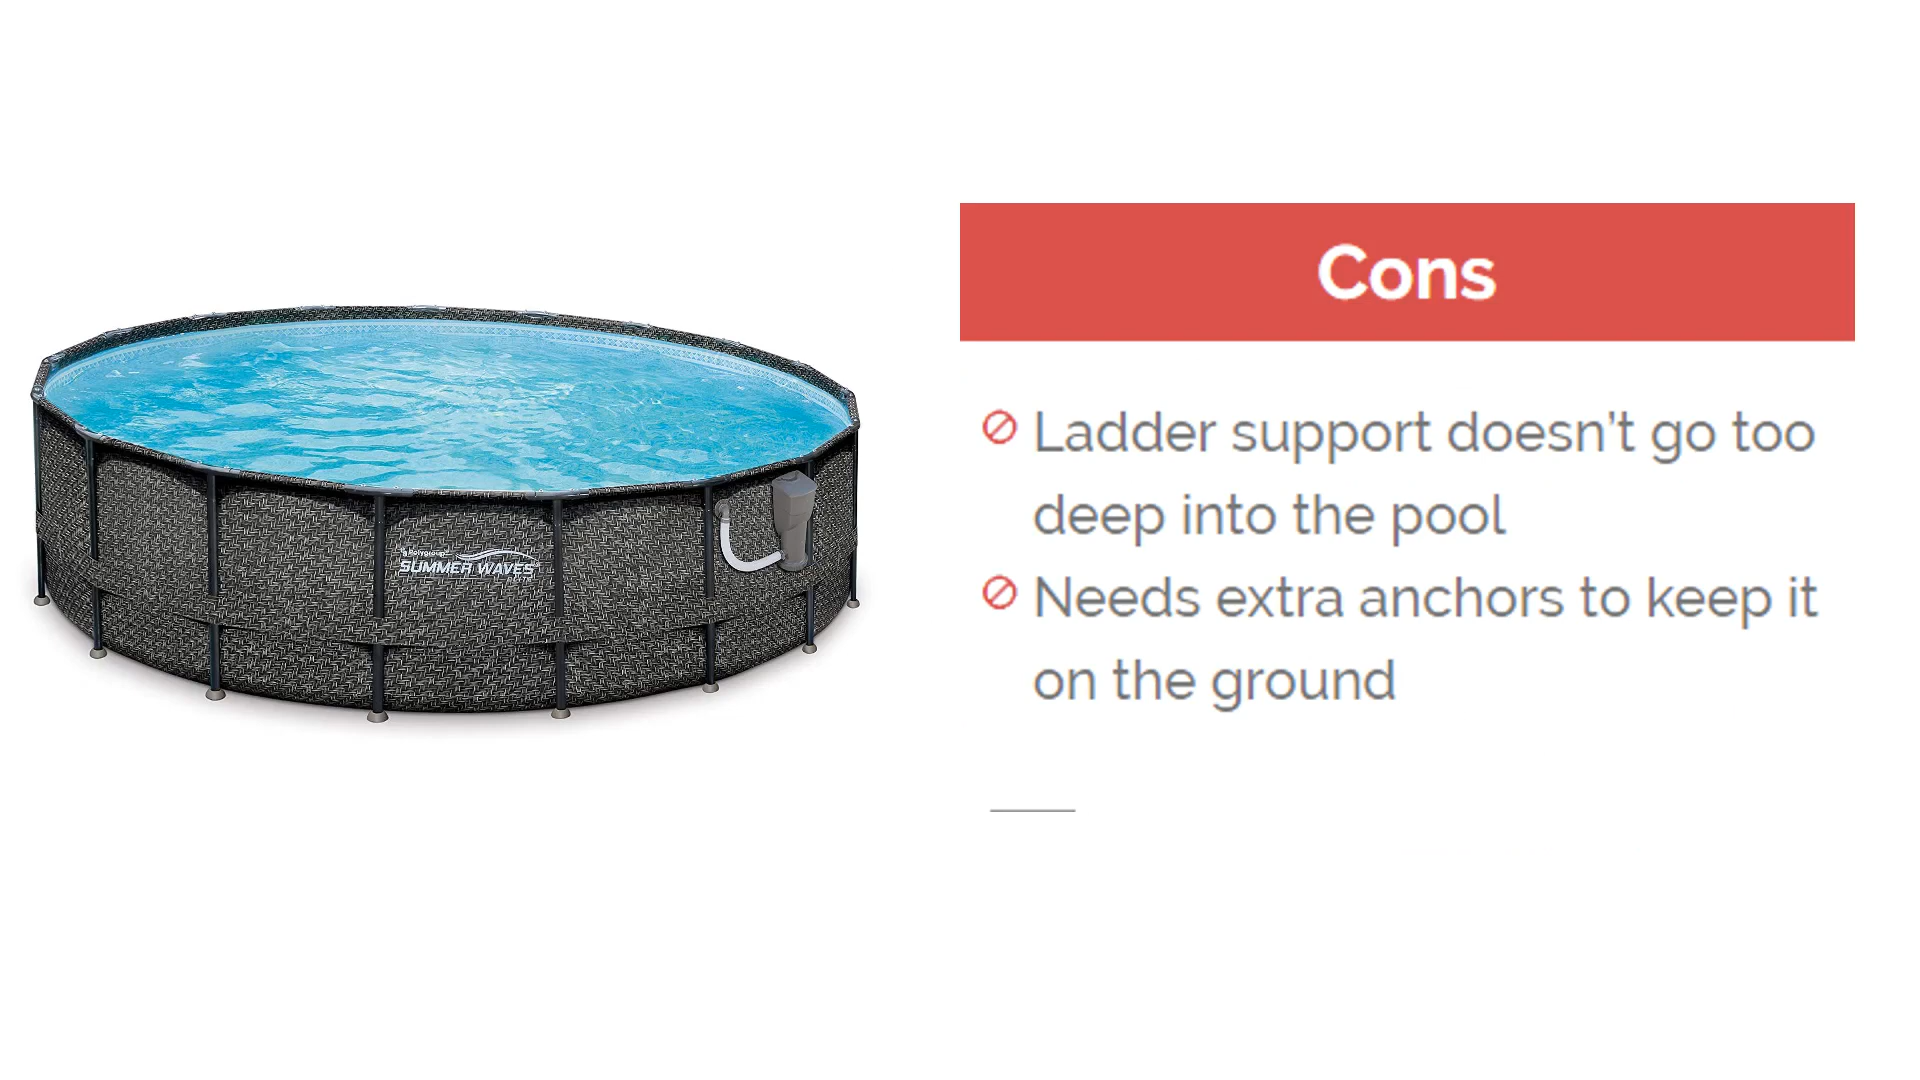 Cons
Ladder support doesn't go too
deep into the pool
Needs extra anchors to keep it
on the ground
Polygroup
SUMMER WAVES